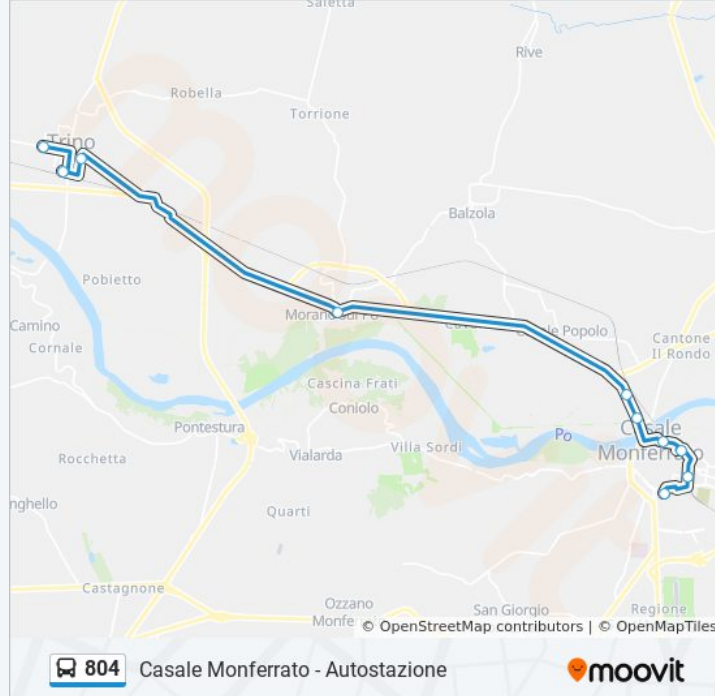 Saletta
Rive
Robella
Torrione
Trino
Balzola
Pobietto
Morano sul Po
Camino
Popolo
Cantone
Il Rondo
Cornale
Cascina Frati
Coniolo
Casale
Monferrato
Pontestura
Po
Villa Sordi
Vialarda
Rocchetta
nghello
Quarti
Castagnone
Ozzano
Monfe
San Giorgio
Regione
© OpenStreetMap contributors | © OpenMapTiles
804 Casale Monferrato - Autostazione
moovit